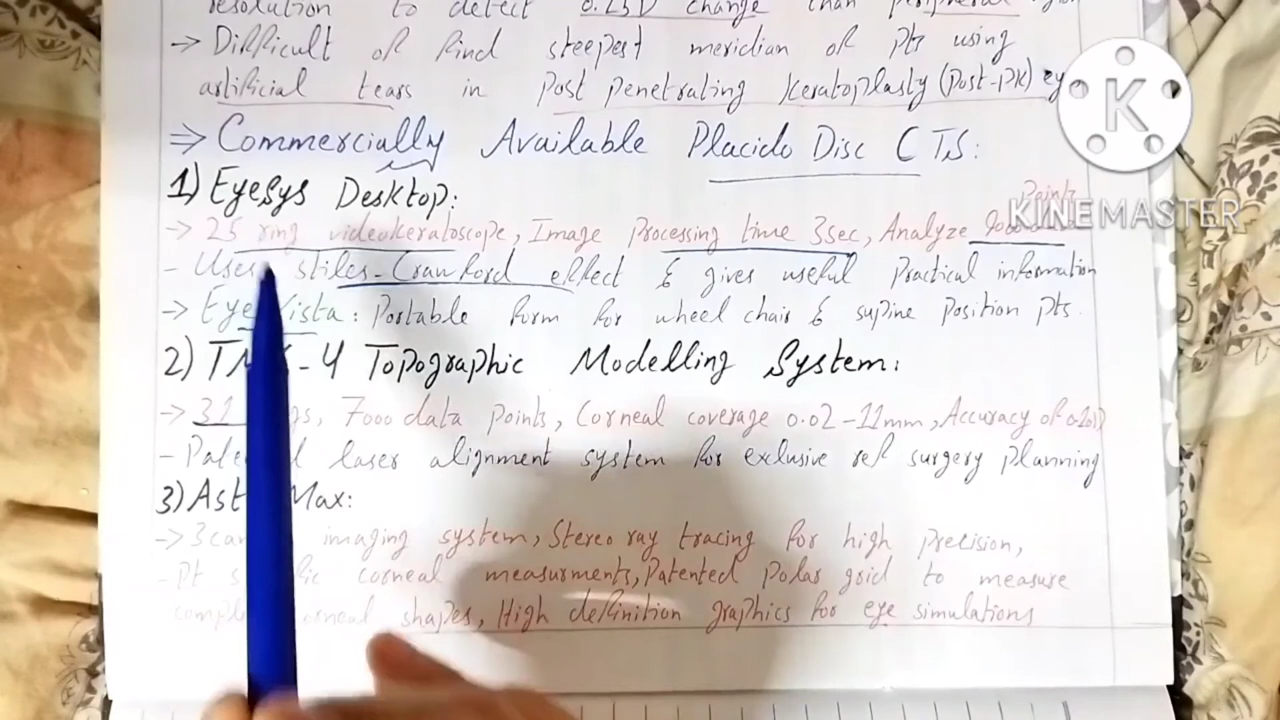 resolution to detect 0.25D change than peripheral
→ Difficult of find steepest meridian of pts using
artificial tears in post penetrating keratoplasty (Post-PK)
⇒ Commercially Available Placido Disc CTS:
1) EyeSys Desktop:
Points
→ 25 ring videokeratoscope, Image processing time 3sec, Analyze
- Uses stiles-Crawford effect & gives useful Practical information
→ Eye Vista: Portable form for wheel chair & supine position pts.
2) TMS-4 Topographic Modelling System:
→ 31 7000 data points, Corneal coverage 0.02-11mm, Accuracy of
- laser alignment system for exclusive ref surgery planning
3) Max:
→ imaging system, Stereo ray tracing for high precision,
- Pt corneal measurments, Patented polar grid to measure
shapes, High definition graphics for eye simulations
K
KINEMASTER